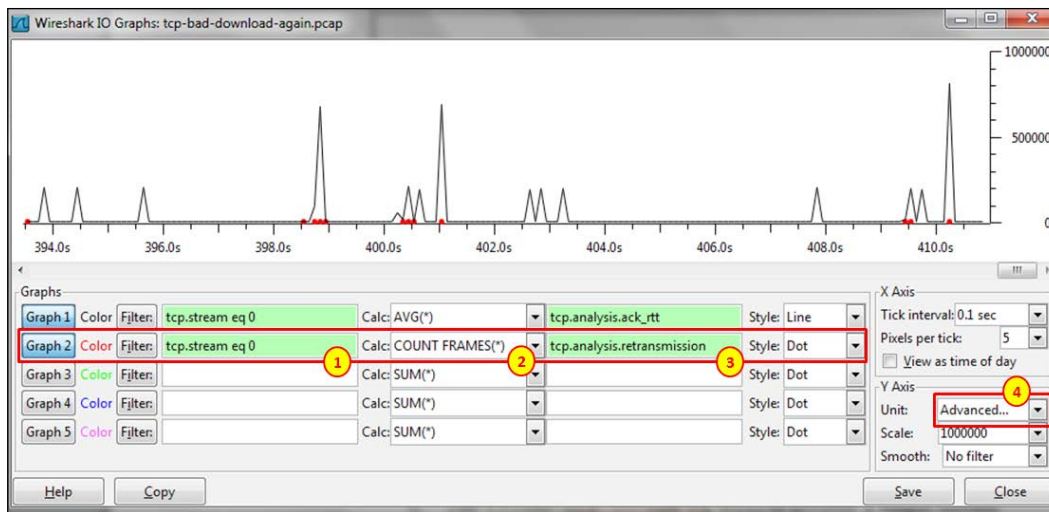 Wireshark IO Graphs: tcp-bad-download-again.pcap
1000000
500000
0
394.0s 396.0s 398.0s 400.0s 402.0s 404.0s 406.0s 408.0s 410.0s
Graphs
Graph 1 Color Filter: tcp.stream eq 0 Calc: AVG(*) tcp.analysis.ack_rtt Style: Line
Graph 2 Color Filter: tcp.stream eq 0 1 Calc: COUNT FRAMES(*) 2 tcp.analysis.retransmission 3 Style: Dot
Graph 3 Color Filter: Calc: SUM(*) Style: Dot
Graph 4 Color Filter: Calc: SUM(*) Style: Dot
Graph 5 Color Filter: Calc: SUM(*) Style: Dot
X Axis
Tick interval: 0.1 sec
Pixels per tick: 5
View as time of day
Y Axis
4
Unit: Advanced...
Scale: 1000000
Smooth: No filter
Help Copy Save Close